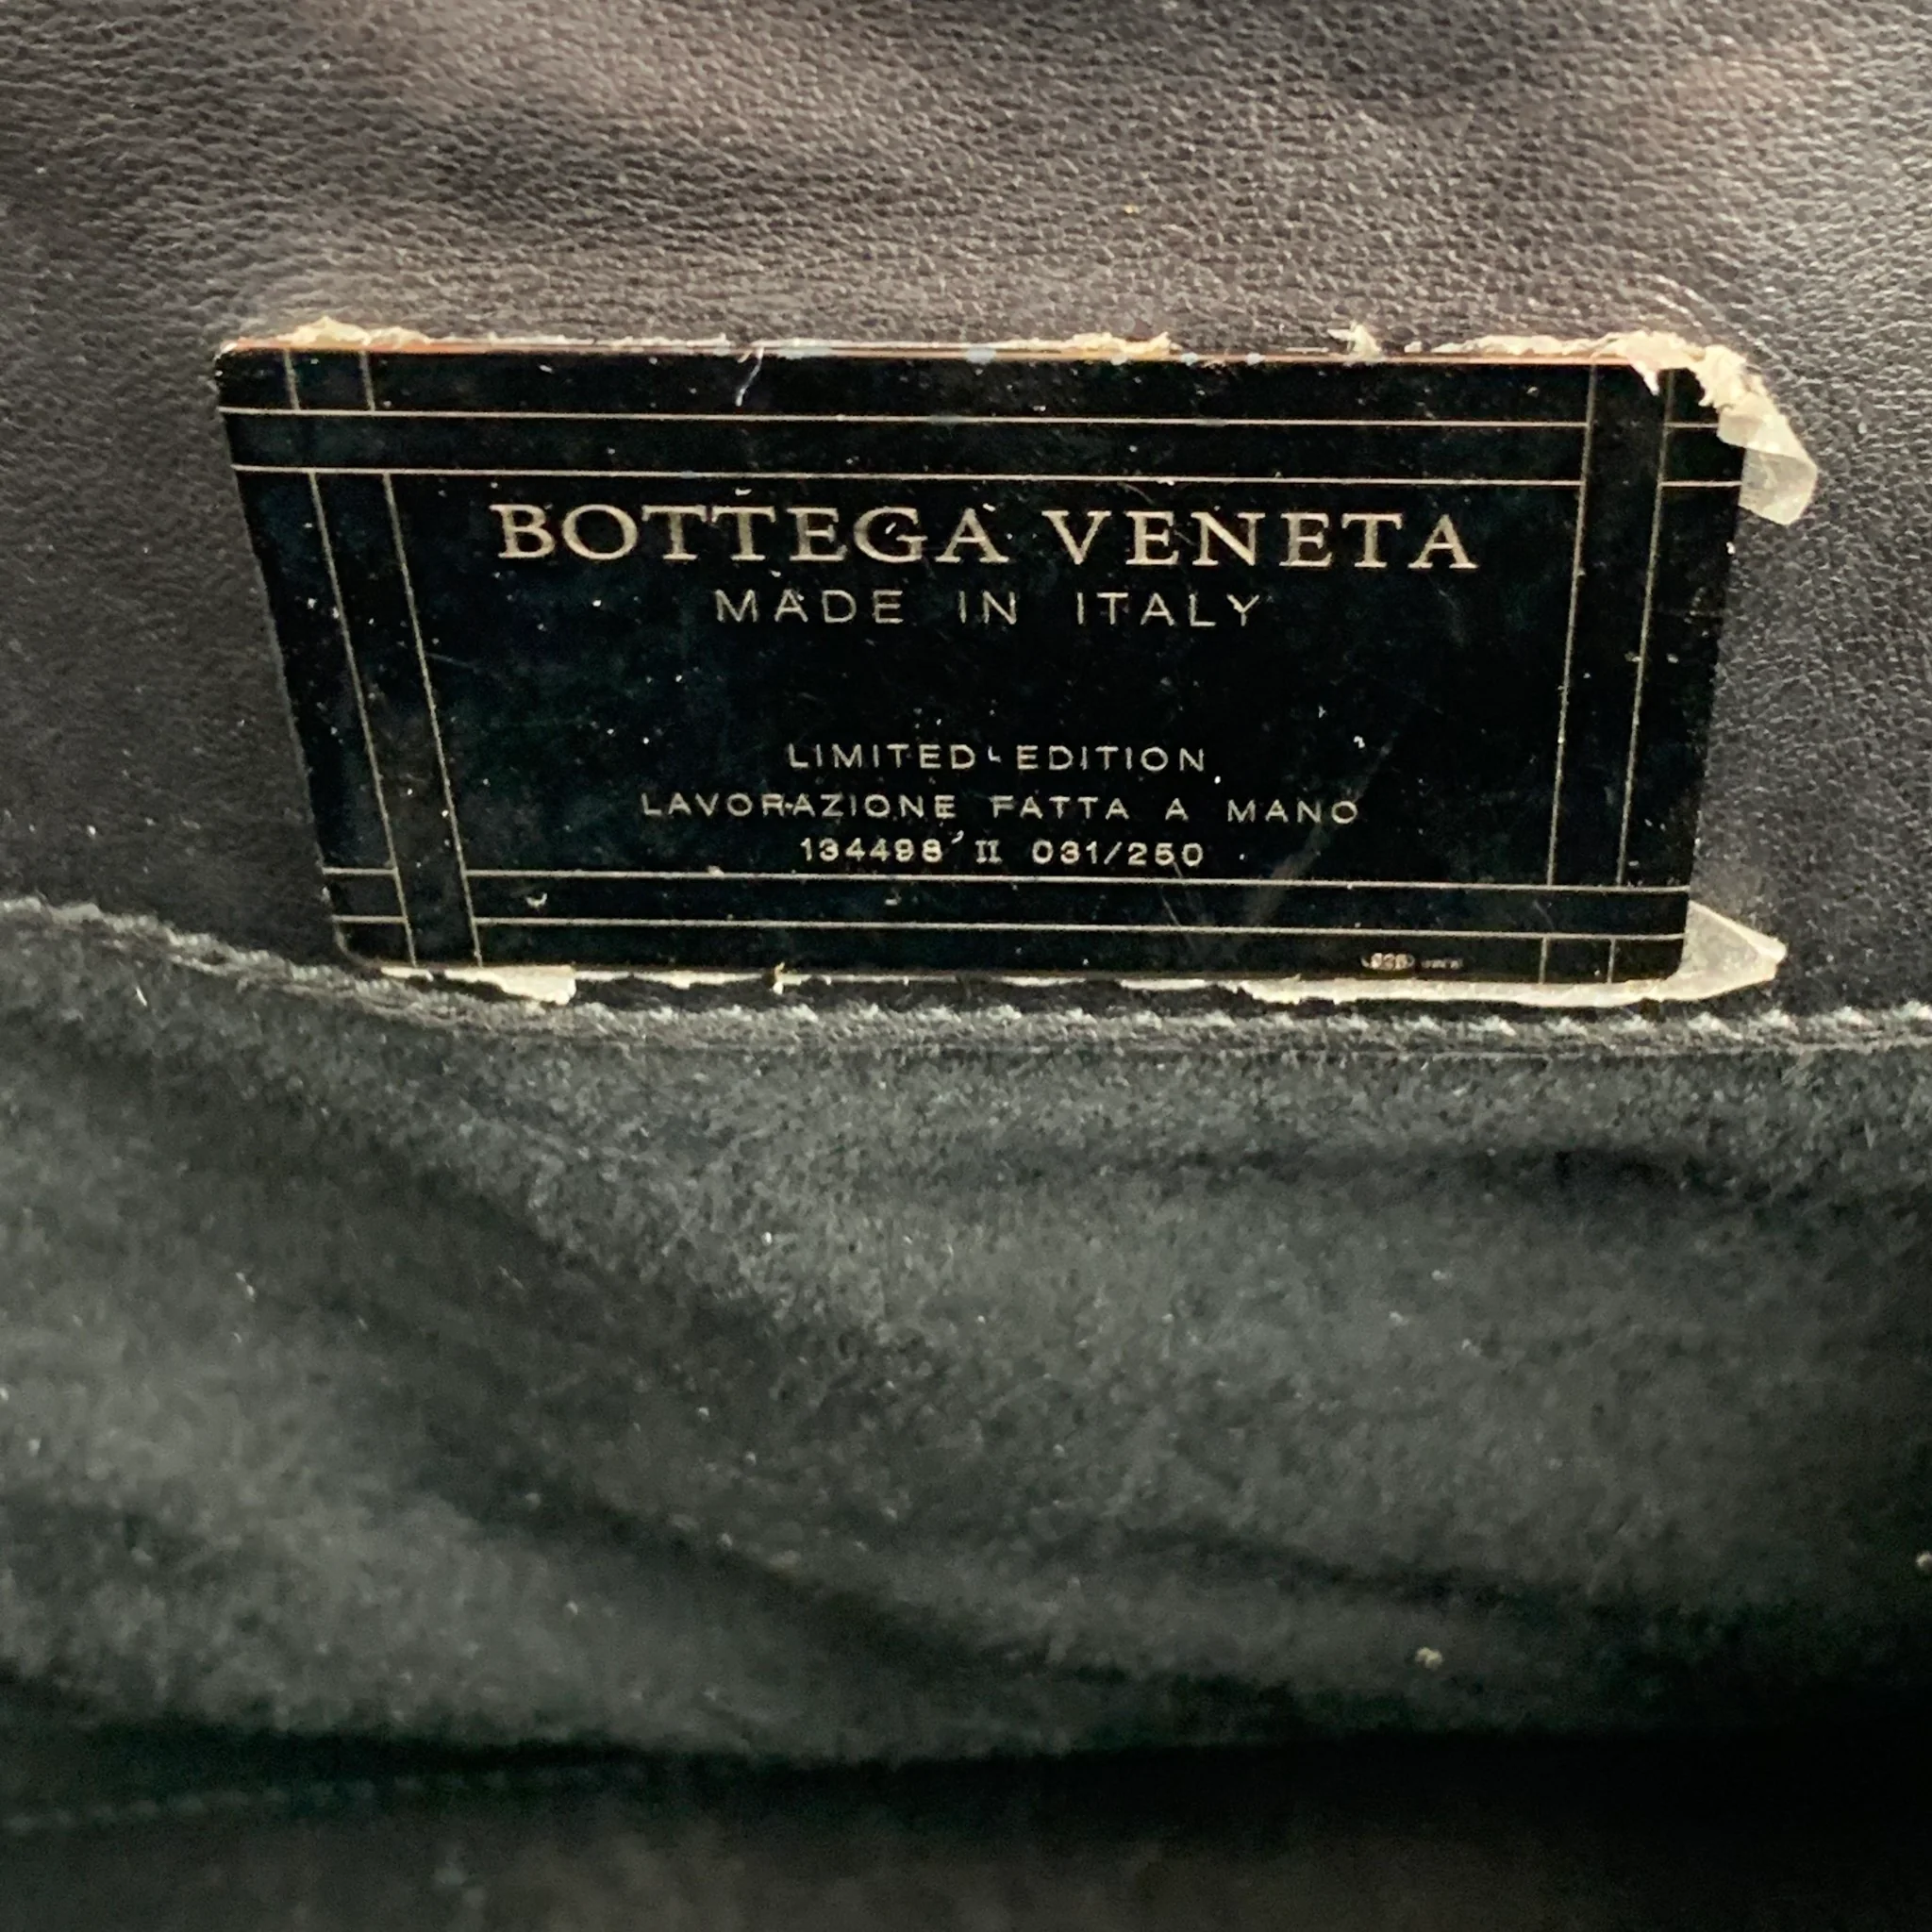 BOTTEGA VENETA
MADE IN ITALY
LIMITED EDITION
LAVORAZIONE FATTA A MANO
134498 II 031/250